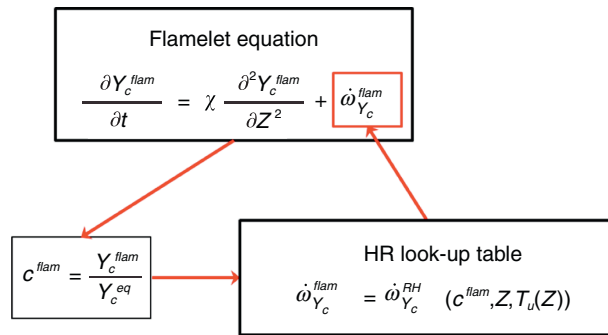 Flamelet equation
∂Y_c^{flam}/∂t = χ ∂²Y_c^{flam}/∂Z² + ω̇_{Y_c}^{flam}
c^{flam} = Y_c^{flam}/Y_c^{eq}
HR look-up table
ω̇_{Y_c}^{flam} = ω̇_{Y_c}^{RH} (c^{flam},Z,T_u(Z))